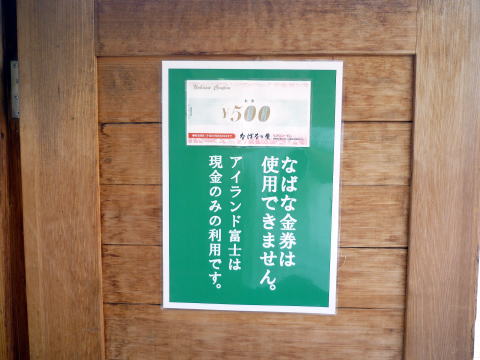 ¥500
なばなの里
なばな金券は
使用できません。
アイランド富士は
現金のみの利用です。